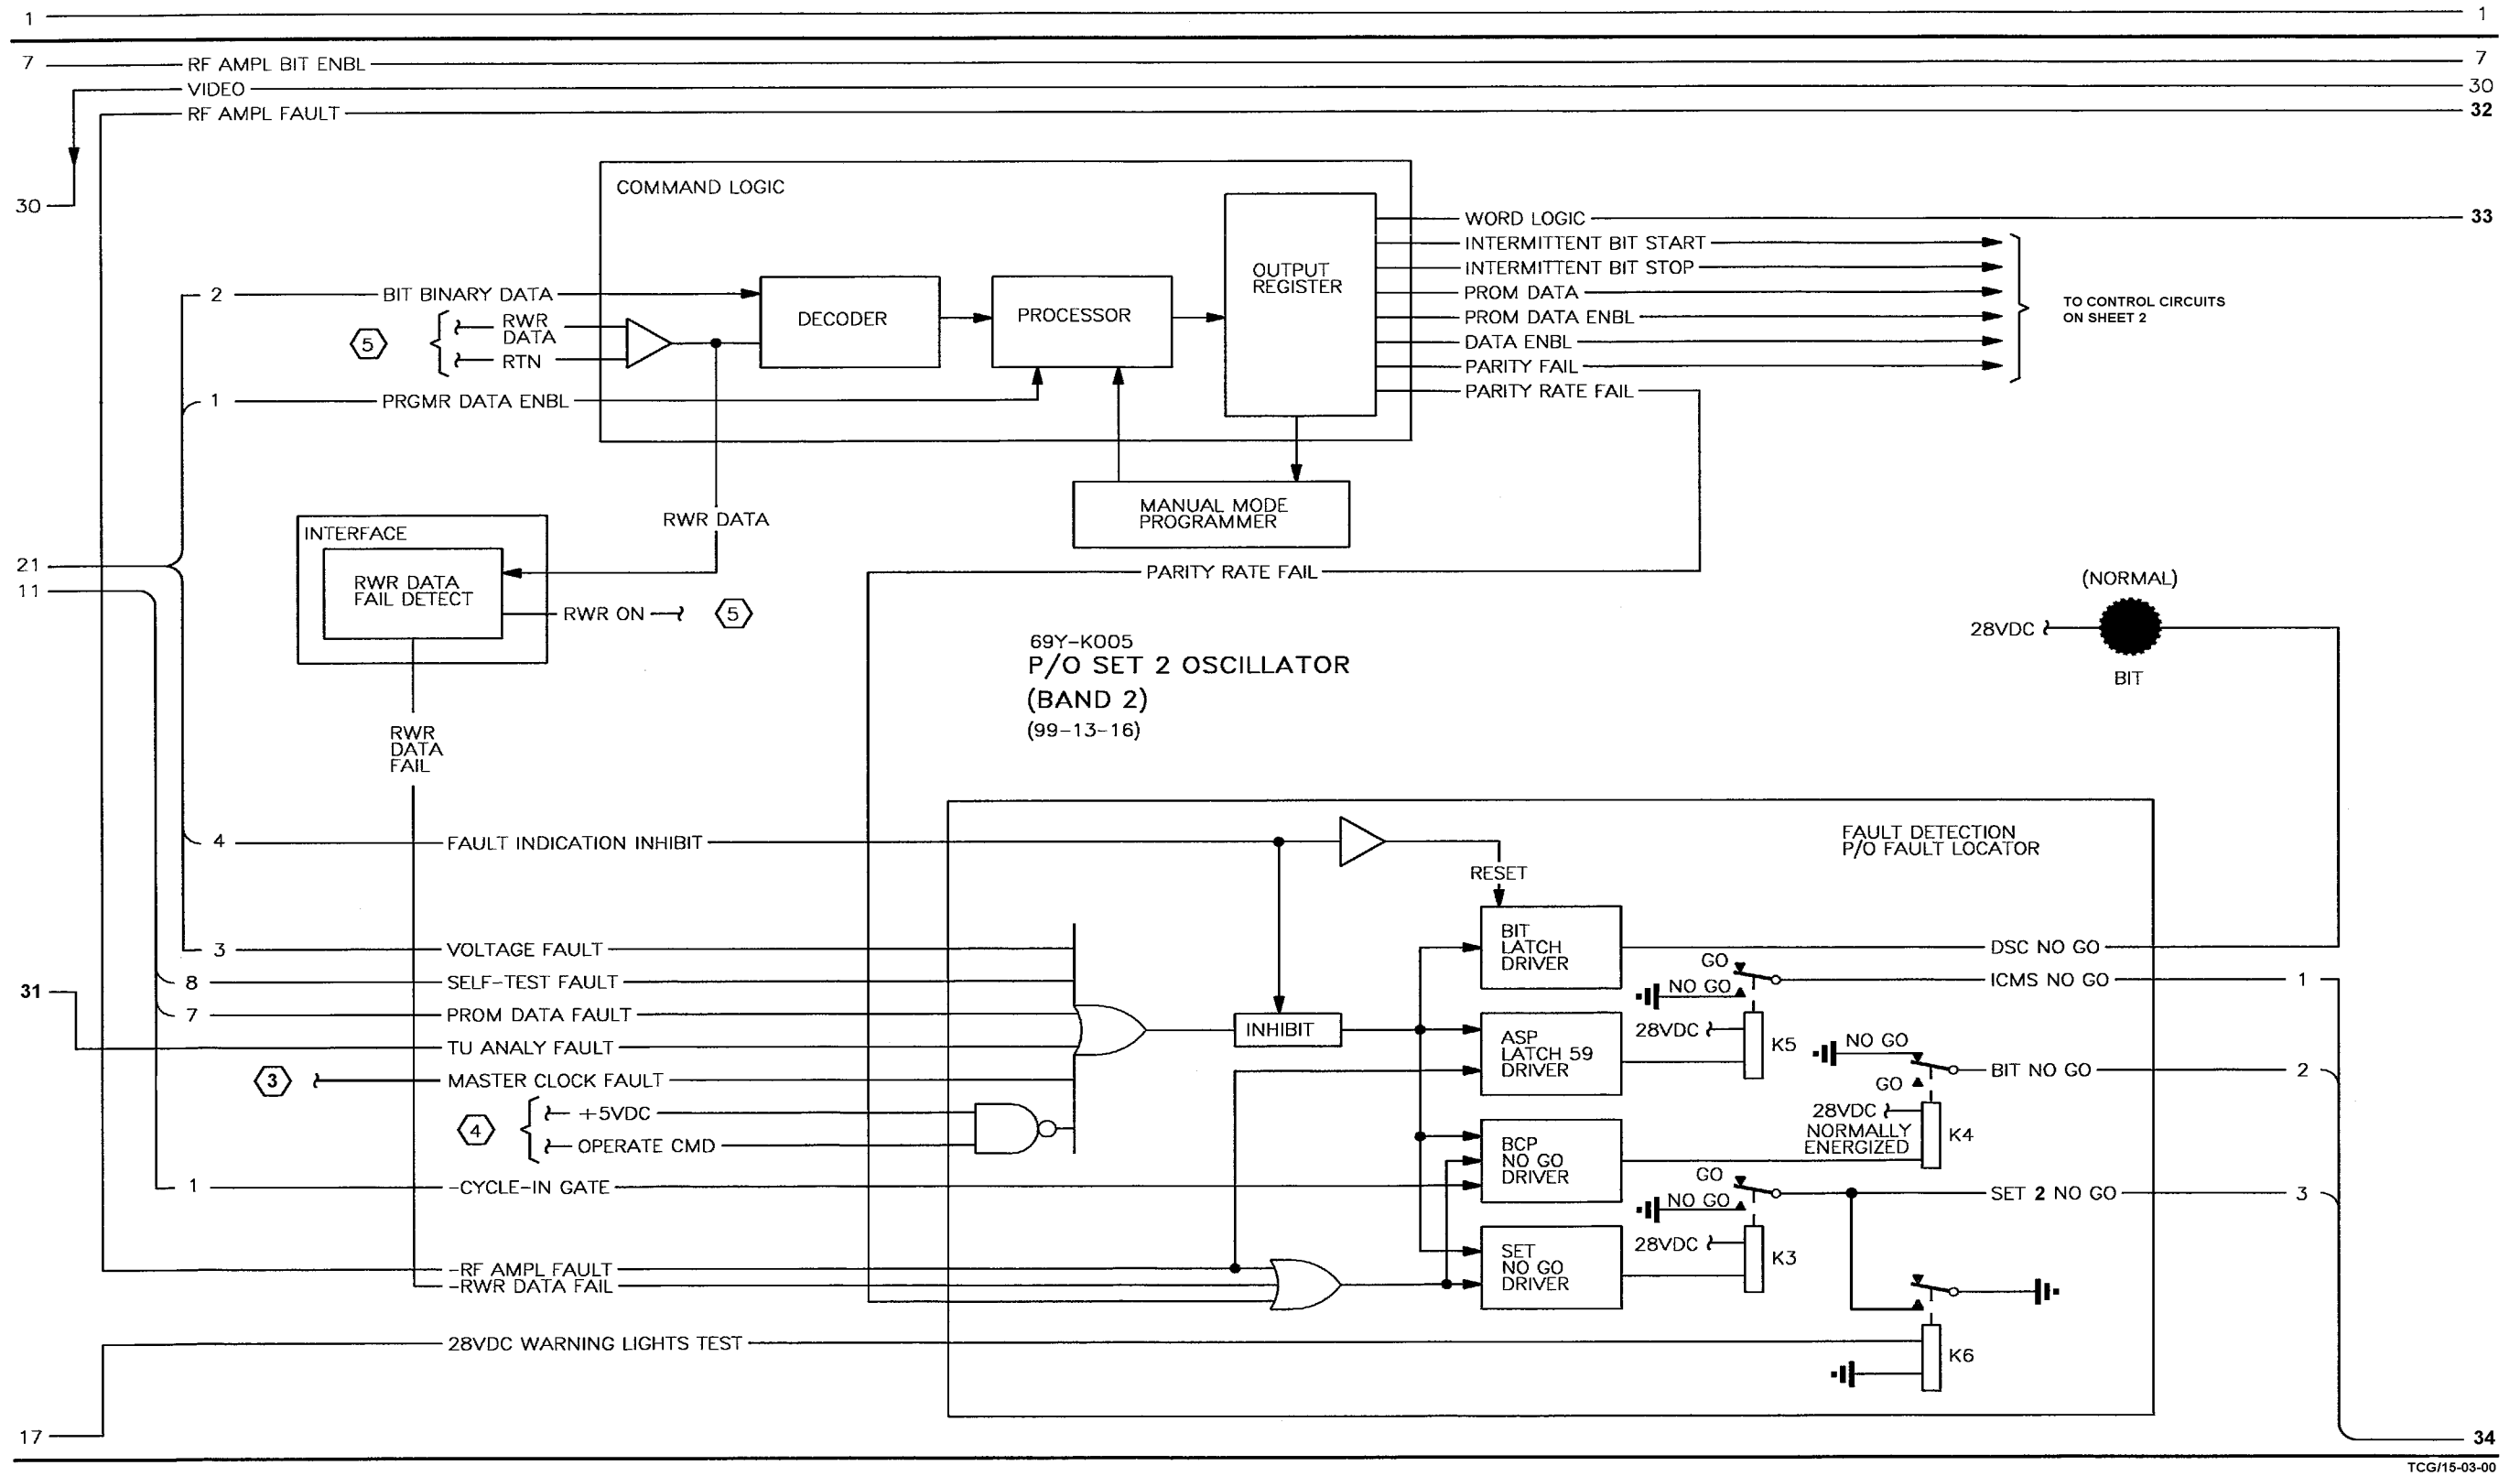 1 1
7 RF AMPL BIT ENBL 7
VIDEO 30
RF AMPL FAULT 32
30
COMMAND LOGIC
WORD LOGIC 33
INTERMITTENT BIT START
INTERMITTENT BIT STOP
PROM DATA
PROM DATA ENBL
DATA ENBL
PARITY FAIL
PARITY RATE FAIL
TO CONTROL CIRCUITS
ON SHEET 2
OUTPUT
REGISTER
2 BIT BINARY DATA
DECODER
PROCESSOR
5
RWR
DATA
RTN
1 PRGMR DATA ENBL
MANUAL MODE
PROGRAMMER
RWR DATA
INTERFACE
RWR DATA
FAIL DETECT
RWR ON 5
21
11
PARITY RATE FAIL
69Y-K005
P/O SET 2 OSCILLATOR
(BAND 2)
(99-13-16)
(NORMAL)
28VDC
BIT
RWR
DATA
FAIL
4 FAULT INDICATION INHIBIT
FAULT DETECTION
P/O FAULT LOCATOR
RESET
3 VOLTAGE FAULT
8 SELF-TEST FAULT
31
7 PROM DATA FAULT
TU ANALY FAULT
3 MASTER CLOCK FAULT
4
+5VDC
OPERATE CMD
1 -CYCLE-IN GATE
INHIBIT
BIT
LATCH
DRIVER
DSC NO GO
GO
NO GO
ICMS NO GO 1
ASP
LATCH 59
DRIVER
28VDC
K5
NO GO
GO
BIT NO GO 2
28VDC
NORMALLY
ENERGIZED
K4
BCP
NO GO
DRIVER
GO
NO GO
SET 2 NO GO 3
SET
NO GO
DRIVER
28VDC
K3
-RF AMPL FAULT
-RWR DATA FAIL
28VDC WARNING LIGHTS TEST
K6
17
34
TCG/15-03-00